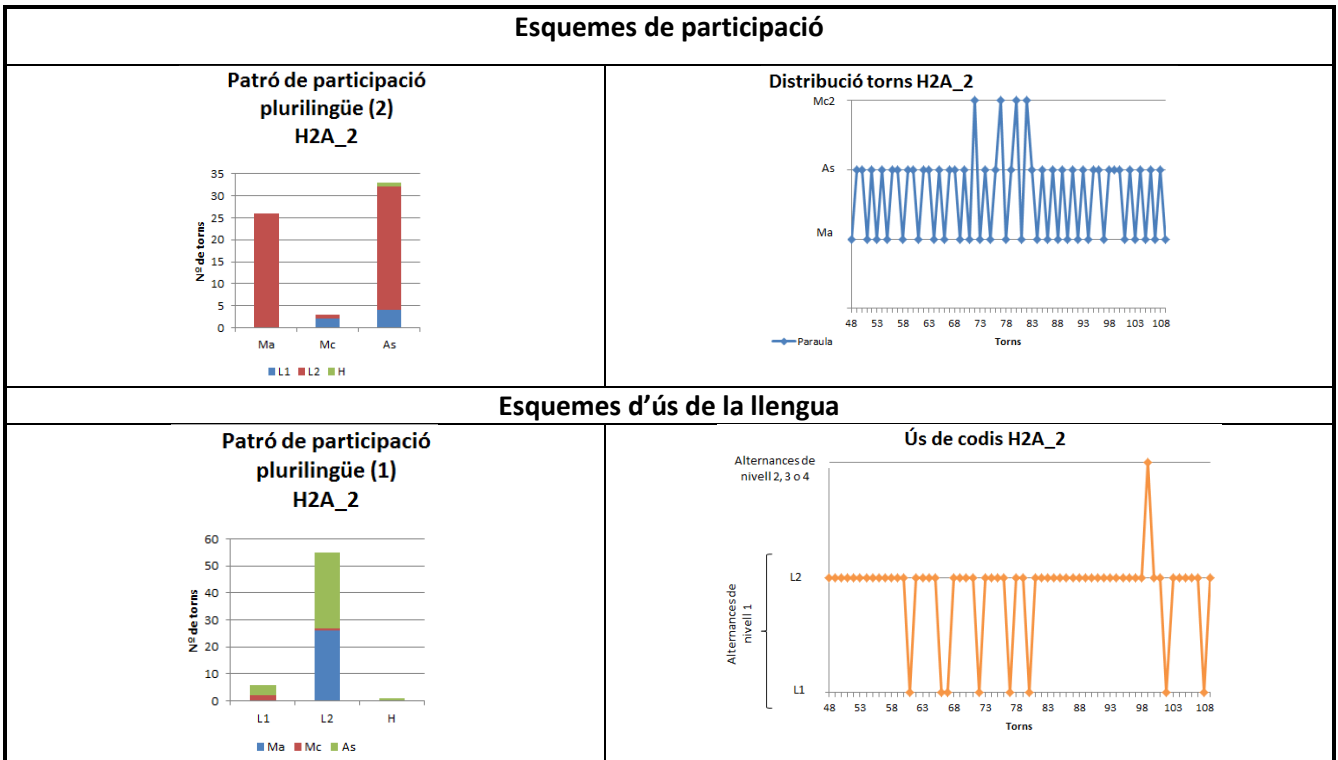 Esquemes de participació
Patró de participació
plurilingüe (2)
H2A_2
35
30
25
20
15
10
5
0
Nº de torns
Ma Mc As
L1 L2 H
Distribució torns H2A_2
Mc2
As
Ma
48 53 58 63 68 73 78 83 88 93 98 103 108
Paraula
Torns
Esquemes d'ús de la llengua
Patró de participació
plurilingüe (1)
H2A_2
60
50
40
30
20
10
0
Nº de torns
L1 L2 H
Ma Mc As
Ús de codis H2A_2
Alternances de
nivell 2, 3 o 4
L2
Alternances de
nivell 1
L1
48 53 58 63 68 73 78 83 88 93 98 103 108
Torns